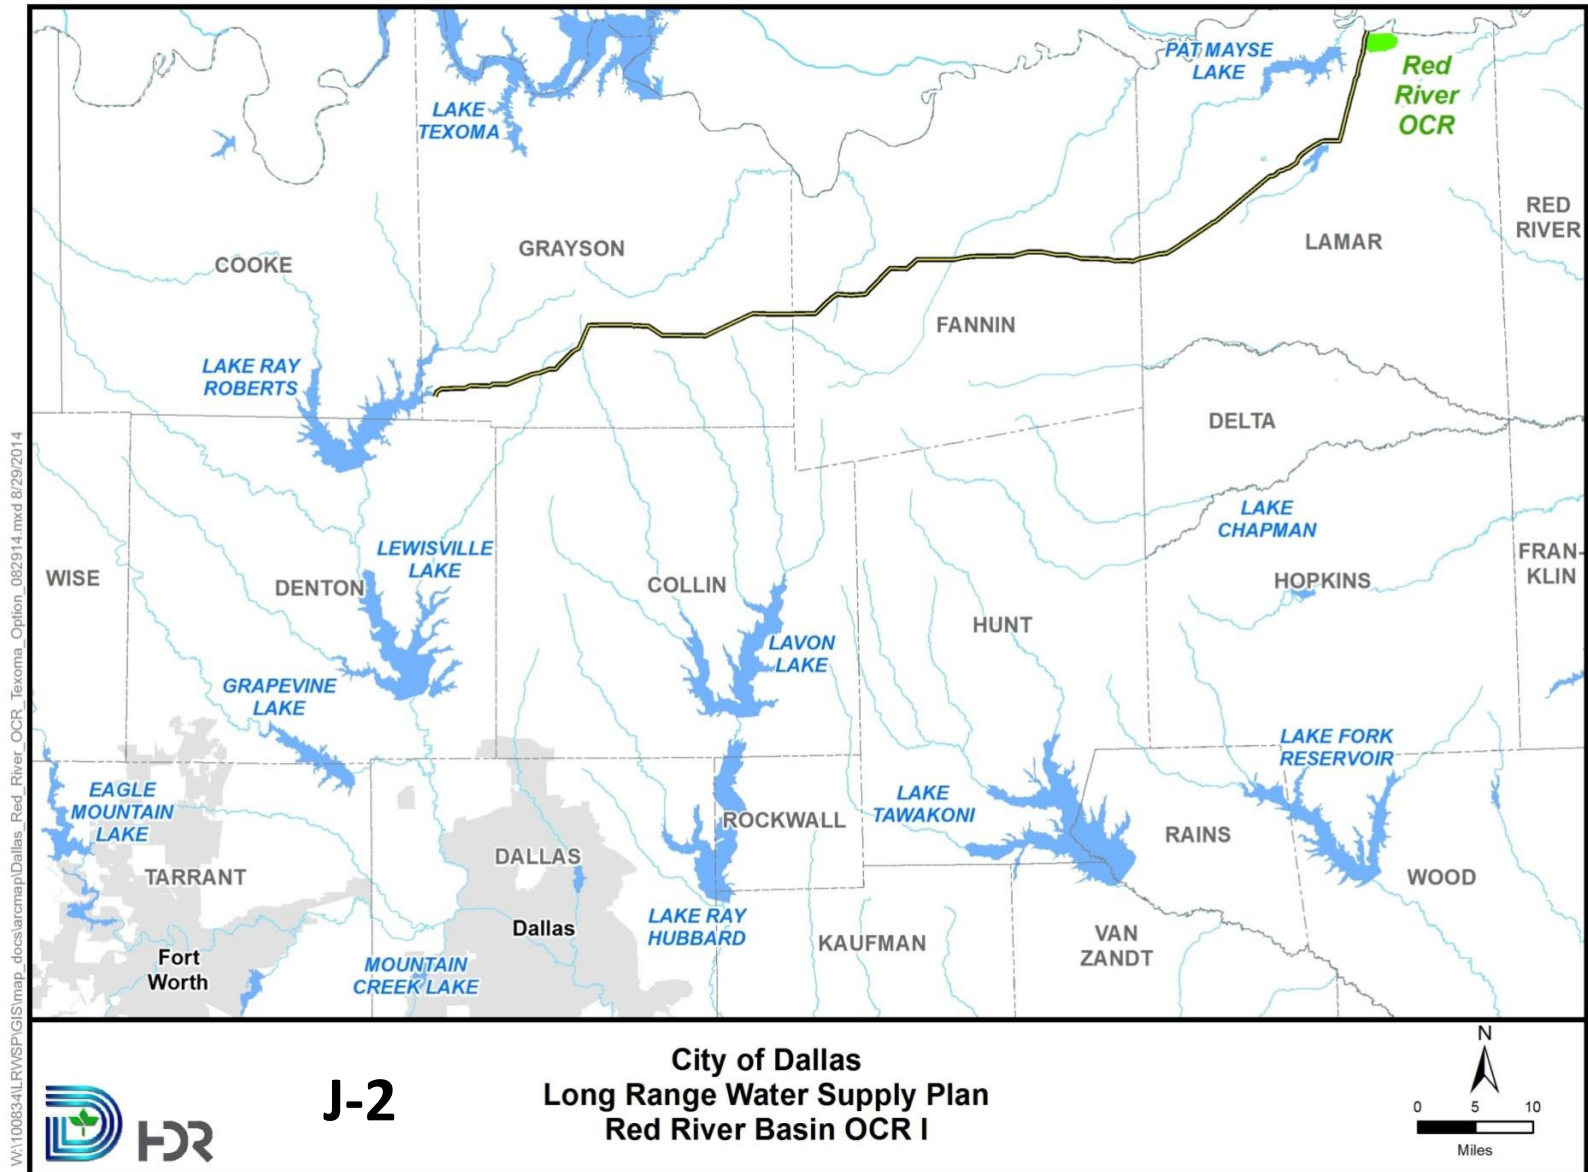 PAT MAYSE
LAKE
Red
River
OCR
LAKE
TEXOMA
RED
RIVER
COOKE
GRAYSON
LAMAR
FANNIN
LAKE RAY
ROBERTS
DELTA
LAKE
CHAPMAN
LEWISVILLE
LAKE
WISE
DENTON
COLLIN
HOPKINS
FRAN-
KLIN
HUNT
LAVON
LAKE
GRAPEVINE
LAKE
LAKE FORK
RESERVOIR
EAGLE
MOUNTAIN
LAKE
LAKE
TAWAKONI
ROCKWALL
RAINS
DALLAS
TARRANT
WOOD
Dallas
LAKE RAY
HUBBARD
KAUFMAN
VAN
ZANDT
Fort
Worth
MOUNTAIN
CREEK LAKE
W:\100834\LRWSP\GIS\map_docs\arcmap\Dallas_Red_River_OCR_Texoma_Option_082914.mxd 8/29/2014
HDR
J-2
City of Dallas
Long Range Water Supply Plan
Red River Basin OCR I
N
0 5 10
Miles